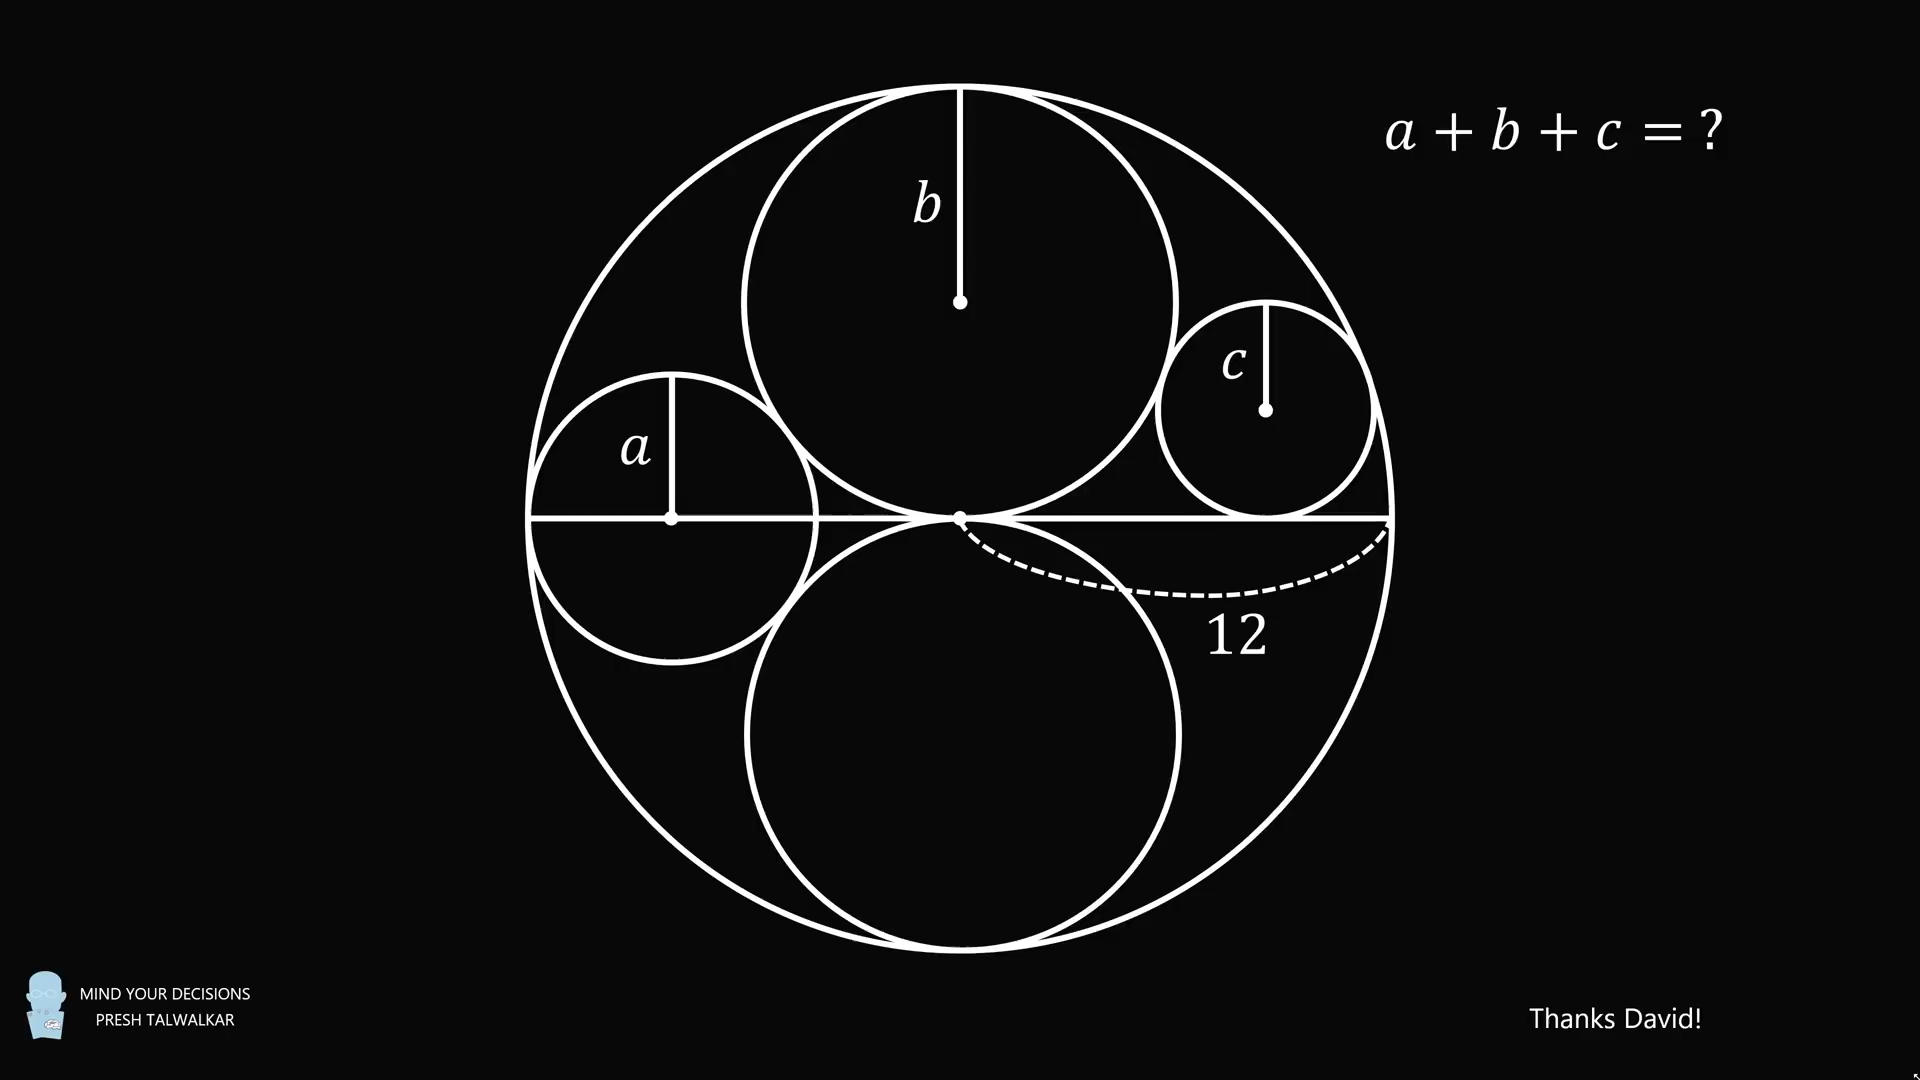 a + b + c = ?
b
c
a
12
MIND YOUR DECISIONS
PRESH TALWALKAR
Thanks David!